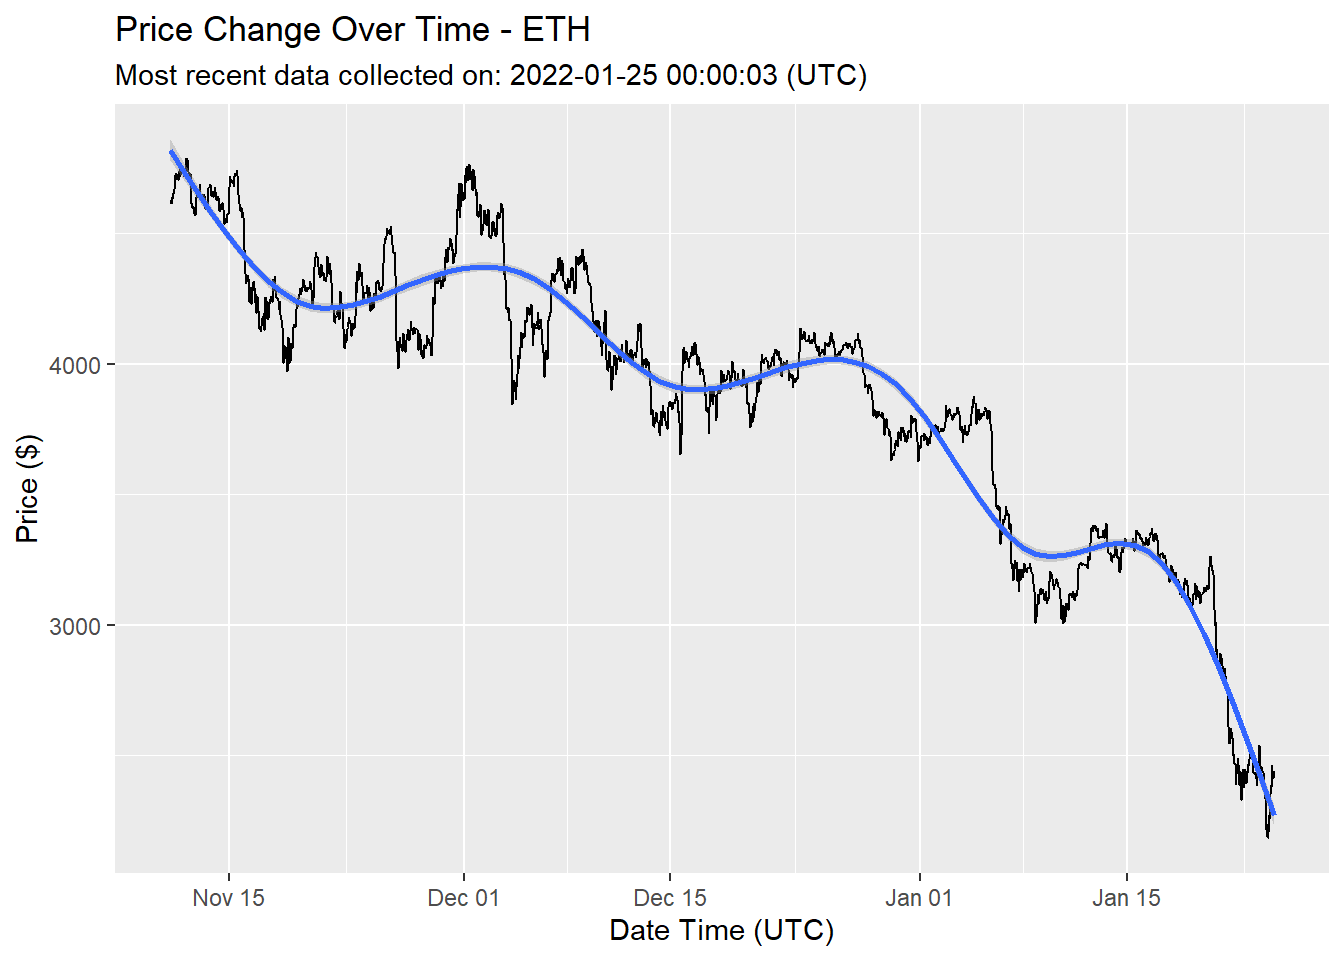 Price Change Over Time - ETH
Most recent data collected on: 2022-01-25 00:00:03 (UTC)
Price ($)
4000
3000
Nov 15
Dec 01
Dec 15
Jan 01
Jan 15
Date Time (UTC)